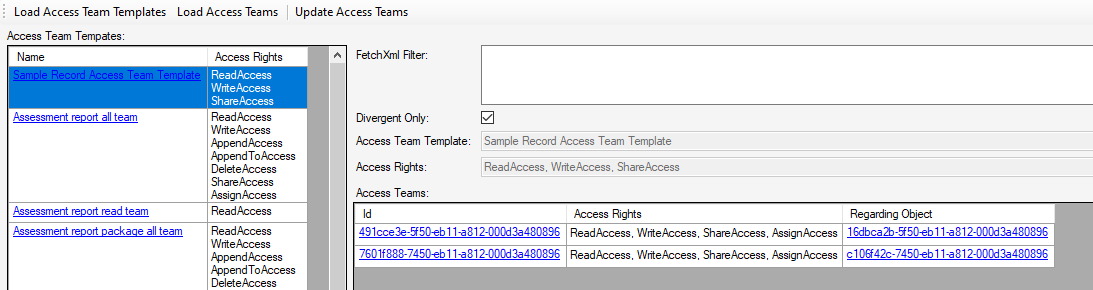 Load Access Team Templates Load Access Teams Update Access Teams
Access Team Tempates:
Name Access Rights
Sample Record Access Team Template ReadAccess
WriteAccess
ShareAccess
Assessment report all team ReadAccess
WriteAccess
AppendAccess
AppendToAccess
DeleteAccess
ShareAccess
AssignAccess
Assessment report read team ReadAccess
Assessment report package all team ReadAccess
WriteAccess
AppendAccess
AppendToAccess
DeleteAccess
FetchXml Filter:
Divergent Only:
Access Team Template: Sample Record Access Team Template
Access Rights: ReadAccess, WriteAccess, ShareAccess
Access Teams:
Id Access Rights Regarding Object
491cce3e-5f50-eb11-a812-000d3a480896 ReadAccess, WriteAccess, ShareAccess, AssignAccess 16dbca2b-5f50-eb11-a812-000d3a480896
7601f888-7450-eb11-a812-000d3a480896 ReadAccess, WriteAccess, ShareAccess, AssignAccess c106f42c-7450-eb11-a812-000d3a480896